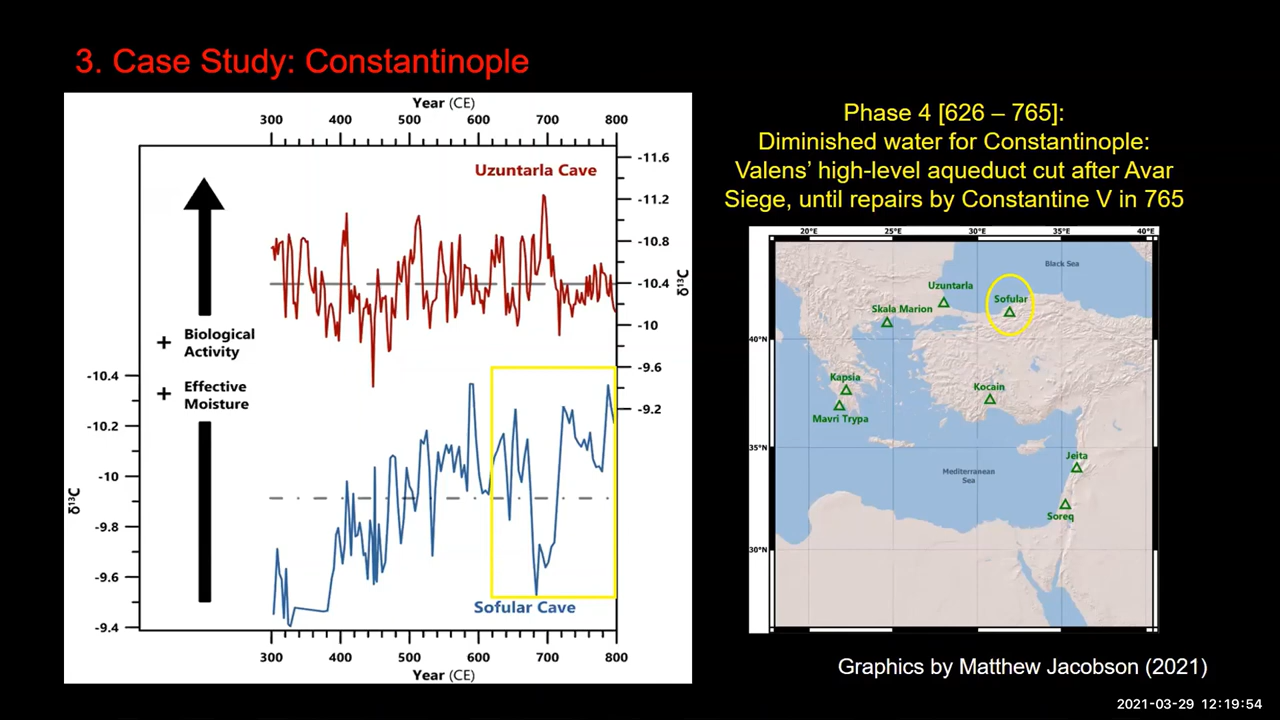 3. Case Study: Constantinople
Year (CE)
300 400 500 600 700 800
Uzuntarla Cave
-11.6
-11.2
-10.8
-10.4
-10
-9.6
-9.2
δ¹³C
+ Biological
Activity
+ Effective
Moisture
-10.4
-10.2
-10
-9.8
-9.6
-9.4
δ¹³C
Sofular Cave
300 400 500 600 700 800
Year (CE)
Phase 4 [626 – 765]:
Diminished water for Constantinople:
Valens’ high-level aqueduct cut after Avar
Siege, until repairs by Constantine V in 765
20°E 25°E 30°E 35°E 40°E
Black Sea
Uzuntarla
Sofular
Skala Marion
40°N
Kapsia
Kocain
Mavri Trypa
35°N
Jeita
Mediterranean
Sea
Soreq
30°N
Graphics by Matthew Jacobson (2021)
2021-03-29 12:19:54